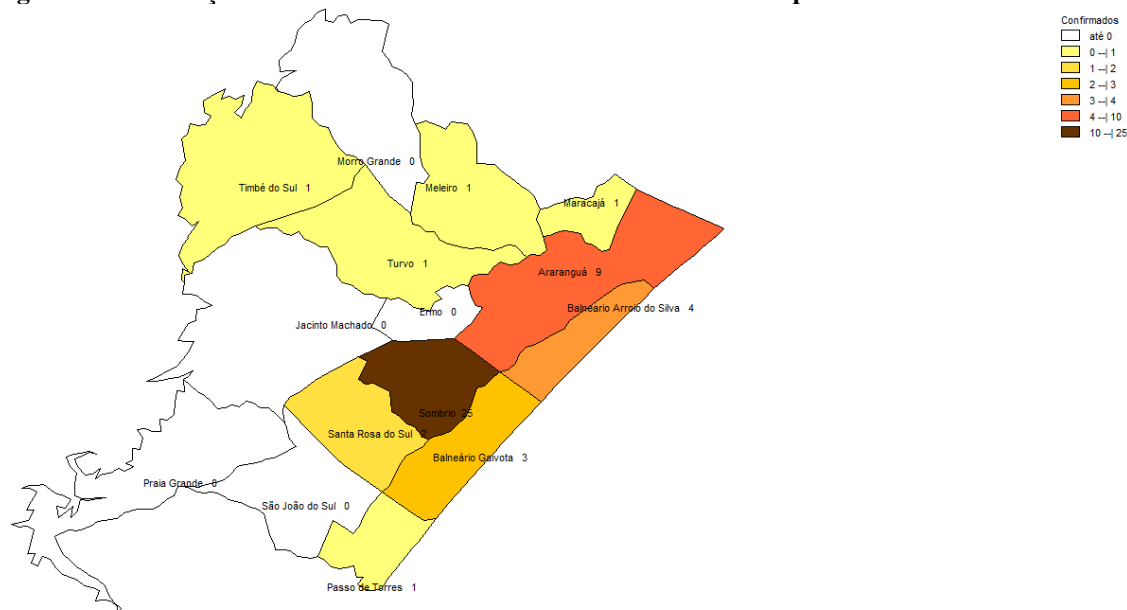 Confirmados
até 0
0 --| 1
1 --| 2
2 --| 3
3 --| 4
4 --| 10
10 --| 25
Morro Grande 0
Timbé do Sul 1
Meleiro 1
Maracajá 1
Turvo 1
Araranguá 9
Balneário Arroio do Silva 4
Ermo 0
Jacinto Machado 0
Sombrio 25
Santa Rosa do Sul 2
Balneário Gaivota 3
Praia Grande 0
São João do Sul 0
Passo de Torres 1